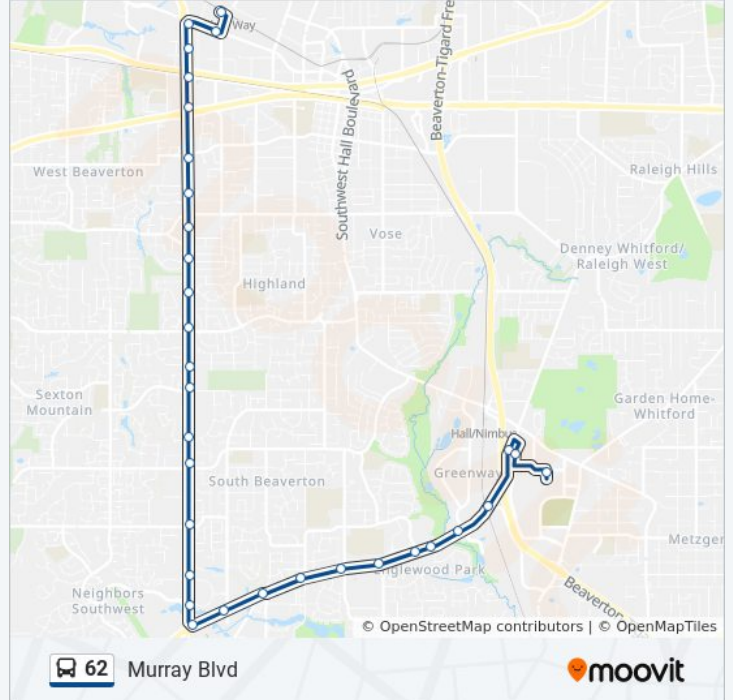 Way
Beaverton-Tigard Fre
Southwest Hall Boulevard
West Beaverton
Raleigh Hills
Vose
Denney Whitford/
Raleigh West
Highland
Sexton
Mountain
Garden Home-
Whitford
Hall/Nimbu
Greenway
South Beaverton
Metzger
nglewood Park
Neighbors
Southwest
Beaverton
© OpenStreetMap contributors | © OpenMapTiles
62 Murray Blvd
moovit